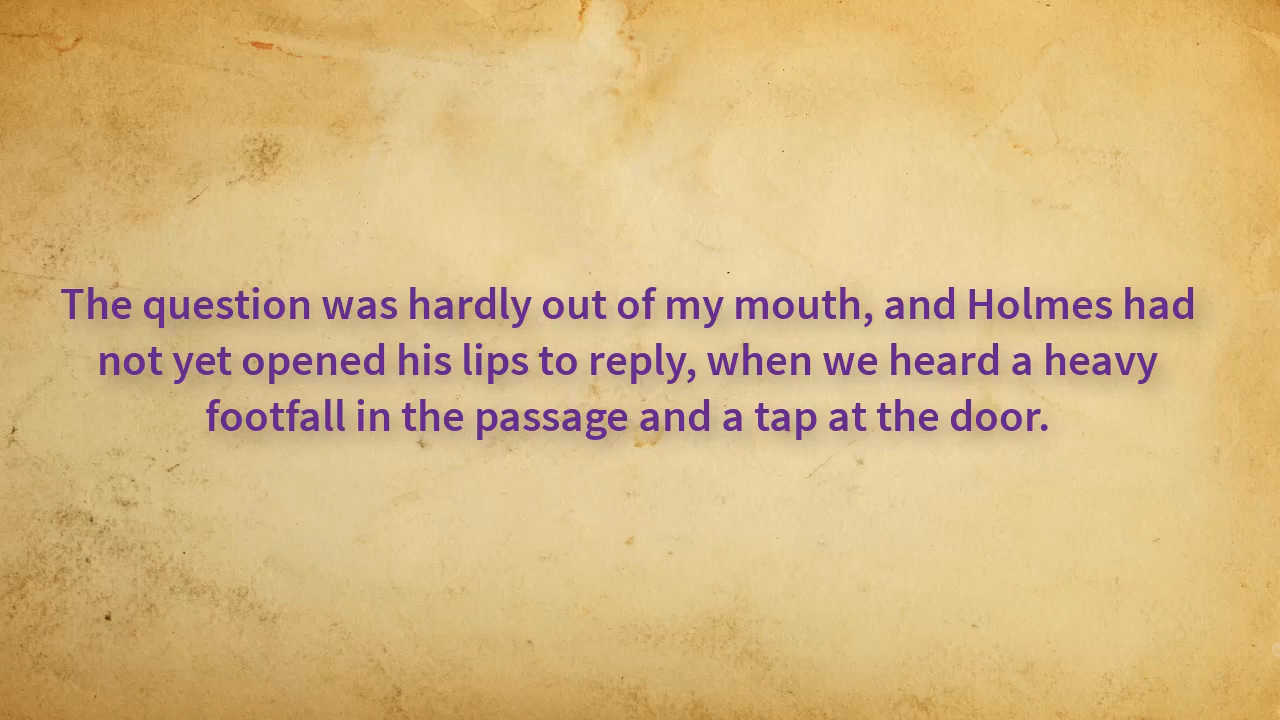 The question was hardly out of my mouth, and Holmes had
not yet opened his lips to reply, when we heard a heavy
footfall in the passage and a tap at the door.